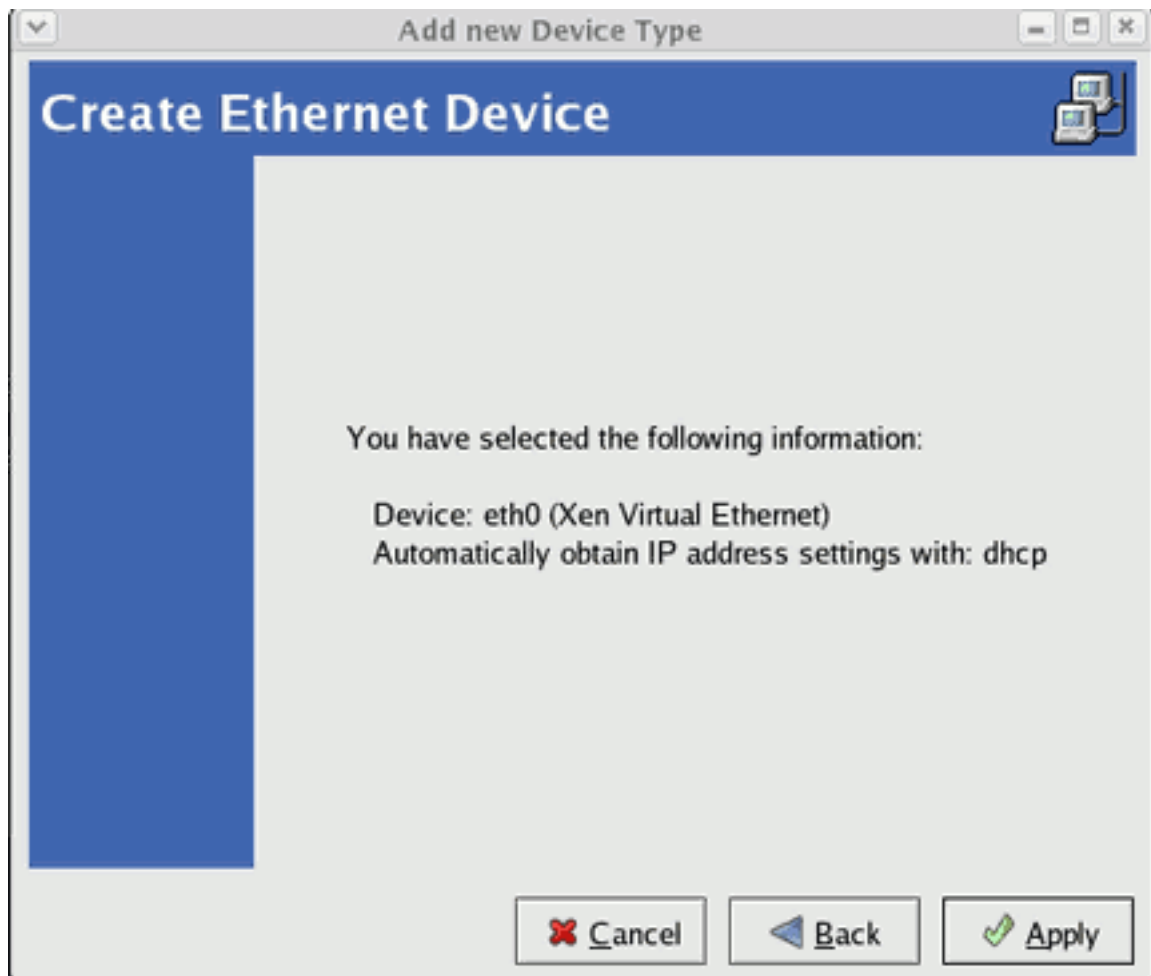 Add new Device Type
Create Ethernet Device
You have selected the following information:
Device: eth0 (Xen Virtual Ethernet)
Automatically obtain IP address settings with: dhcp
Cancel
Back
Apply